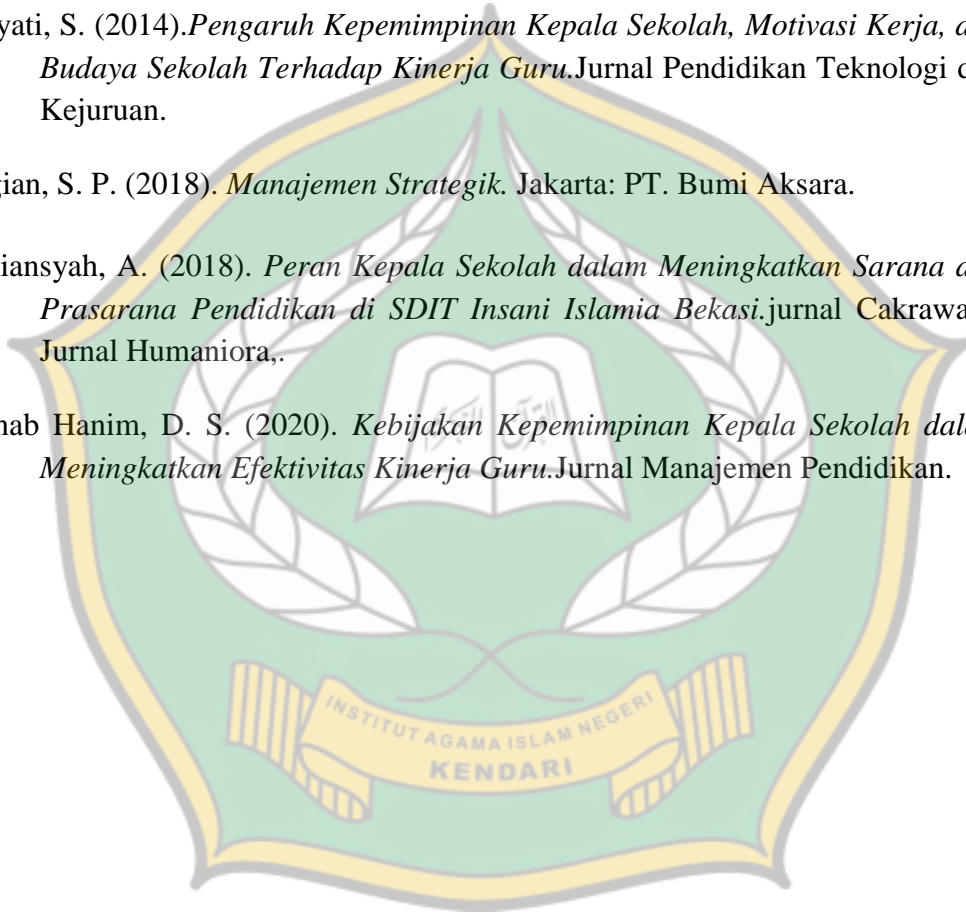 yati, S. (2014).Pengaruh Kepemimpinan Kepala Sekolah, Motivasi Kerja, d
Budaya Sekolah Terhadap Kinerja Guru.Jurnal Pendidikan Teknologi d
Kejuruan.
gian, S. P. (2018). Manajemen Strategik. Jakarta: PT. Bumi Aksara.
iansyah, A. (2018). Peran Kepala Sekolah dalam Meningkatkan Sarana d
Prasarana Pendidikan di SDIT Insani Islamia Bekasi.jurnal Cakrawa
Jurnal Humaniora,.
nab Hanim, D. S. (2020). Kebijakan Kepemimpinan Kepala Sekolah dala
Meningkatkan Efektivitas Kinerja Guru.Jurnal Manajemen Pendidikan.
INSTITUT AGAMA ISLAM NEGERI
KENDARI